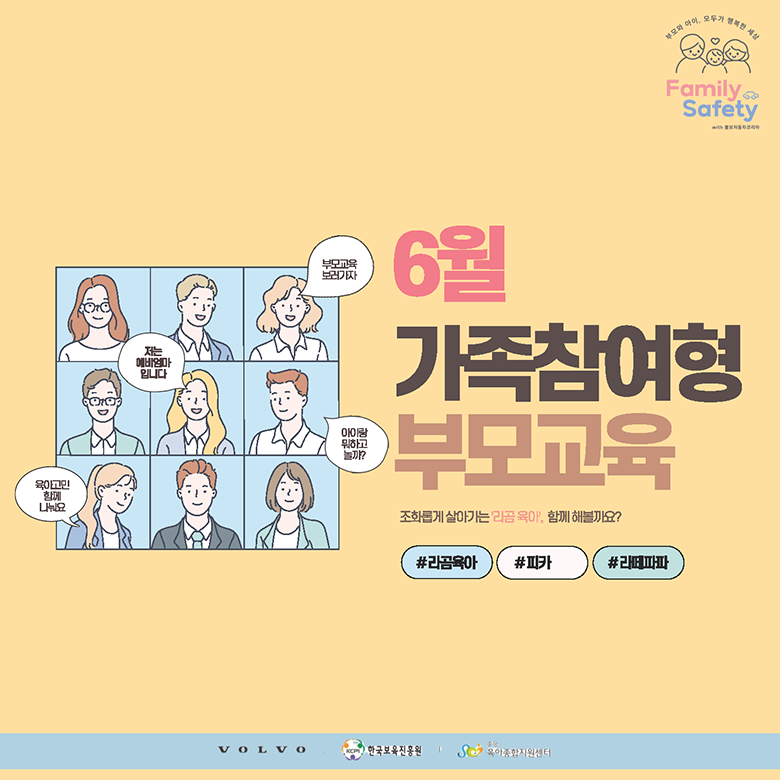 부모와 아이, 모두가 행복한 세상
Family
Safety
with 볼보자동차코리아
6월
가족참여형
부모교육
조화롭게 살아가는 '라곰 육아', 함께 해볼까요?
#라곰육아
#피카
#라떼파파
부모교육
보러가자
저는
예비엄마
입니다
아이랑
뭐하고
놀까?
육아고민
함께
나눠요
VOLVO
KCPI 한국보육진흥원
중앙
육아종합지원센터